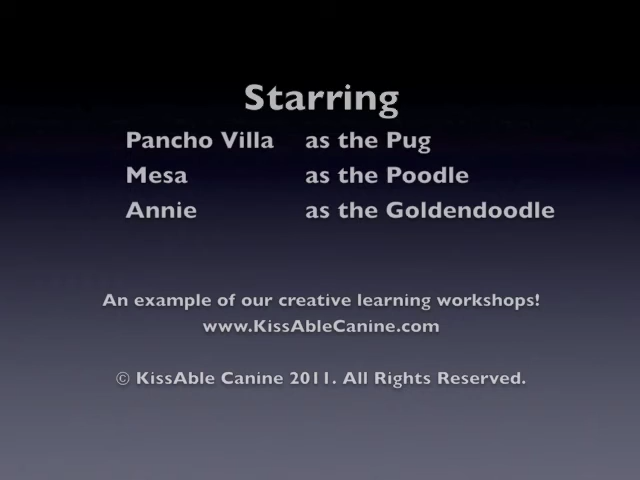 Starring
Pancho Villa as the Pug
Mesa as the Poodle
Annie as the Goldendoodle
An example of our creative learning workshops!
www.KissAbleCanine.com
© KissAble Canine 2011. All Rights Reserved.